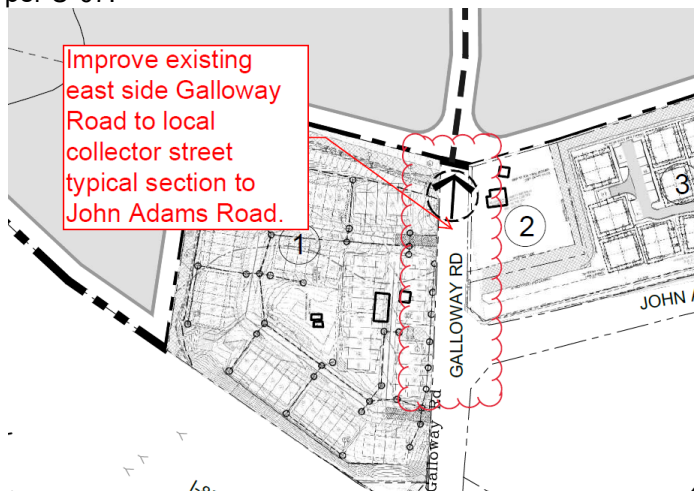 Improve existing
east side Galloway
Road to local
collector street
typical section to
John Adams Road.
1
2
3
GALLOWAY RD
JOHN
Galloway Rd